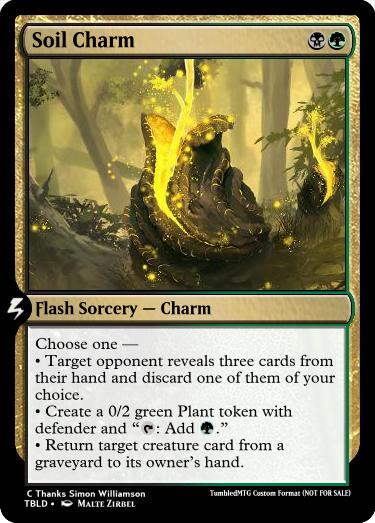 Soil Charm
Flash Sorcery — Charm
Choose one —
• Target opponent reveals three cards from
their hand and discard one of them of your
choice.
• Create a 0/2 green Plant token with
defender and “: Add .”
• Return target creature card from a
graveyard to its owner's hand.
C Thanks Simon Williamson
TBLD • Malte Zirbel
TumbledMTG Custom Format (NOT FOR SALE)